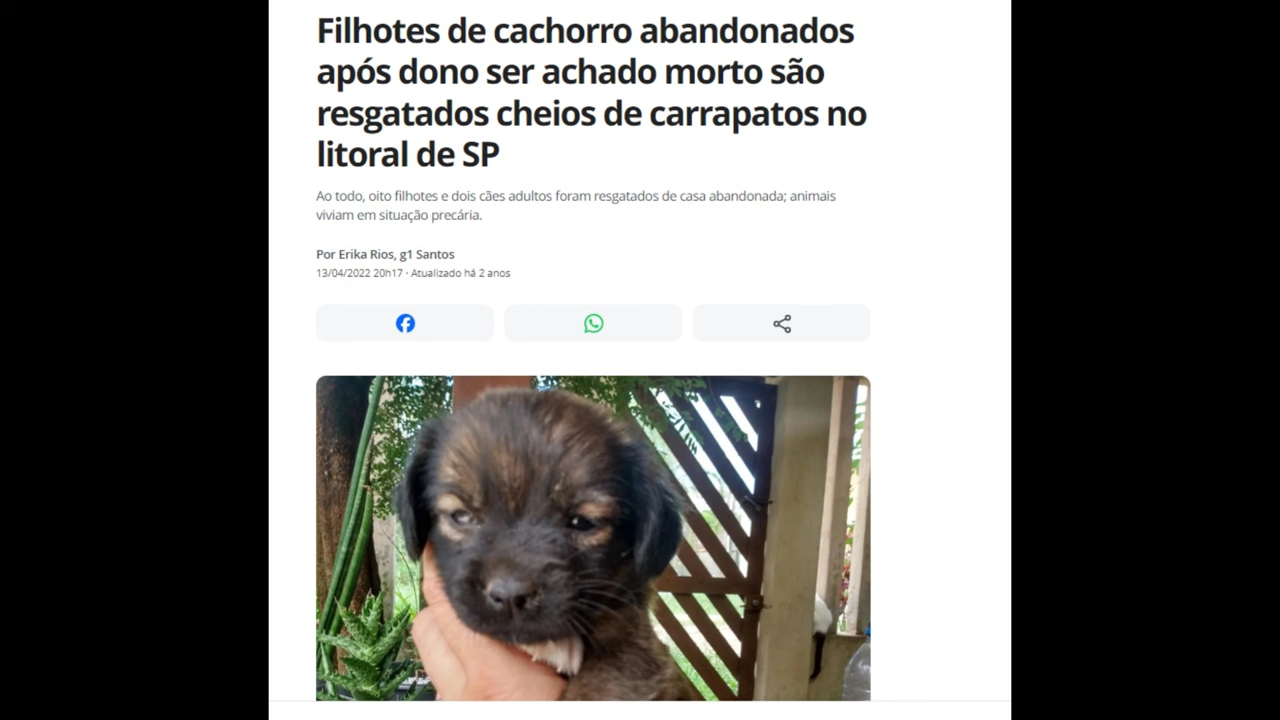 Filhotes de cachorro abandonados
após dono ser achado morto são
resgatados cheios de carrapatos no
litoral de SP
Ao todo, oito filhotes e dois cães adultos foram resgatados de casa abandonada; animais
viviam em situação precária.
Por Erika Rios, g1 Santos
13/04/2022 20h17 · Atualizado há 2 anos